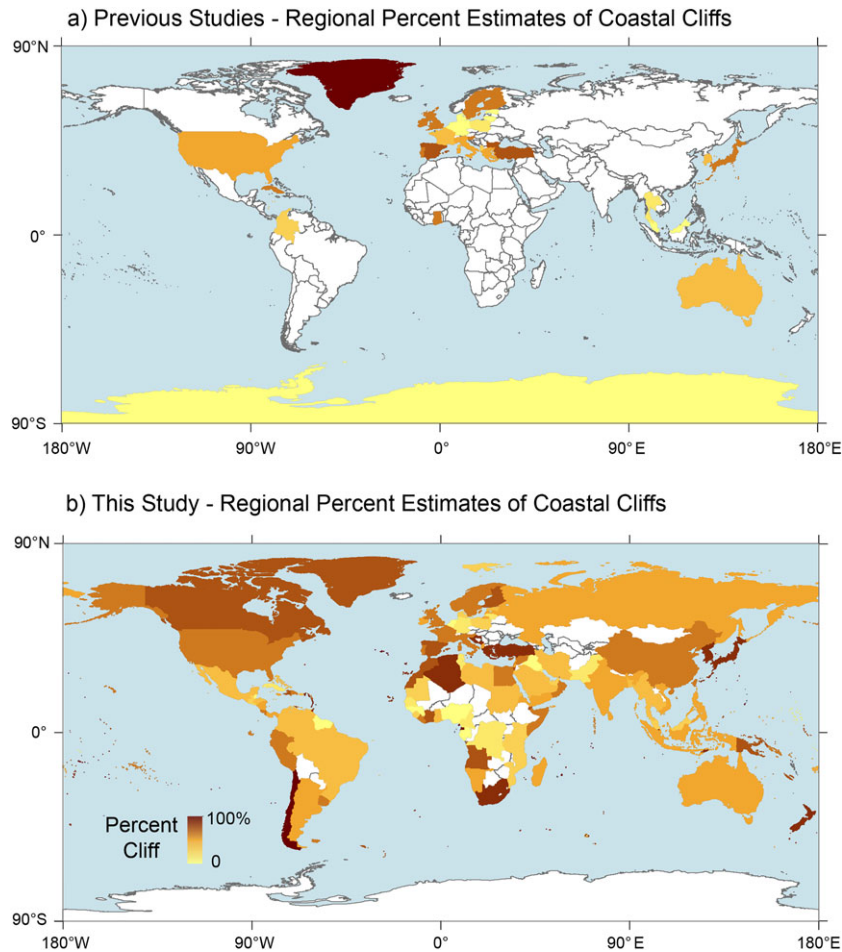 a) Previous Studies - Regional Percent Estimates of Coastal Cliffs
90°N
0°
90°S
180°W
90°W
0°
90° E
180°E
b) This Study - Regional Percent Estimates of Coastal Cliffs
90°N
0°
Percent
Cliff
100%
0
90°S
180°W
90°W
0°
90°E
180°E